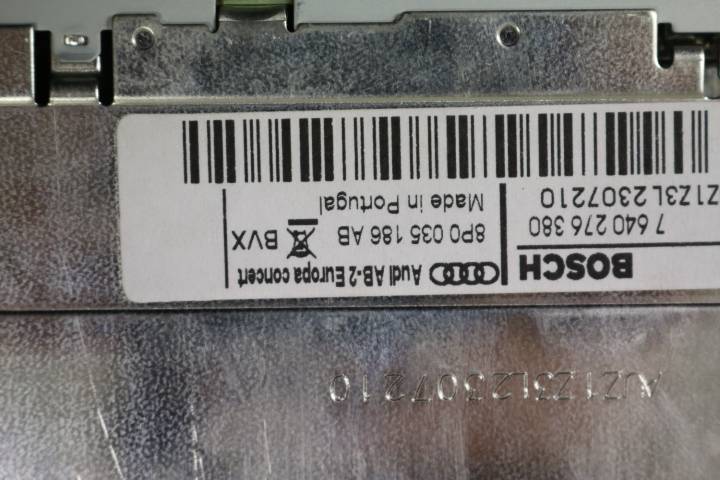 BOSCH
7 640 276 380
Z1Z3L2307210
Audi AB-2 Europa concert
8P0 035 186 AB
BVX
Made in Portugal
AUZ1Z3L2307210